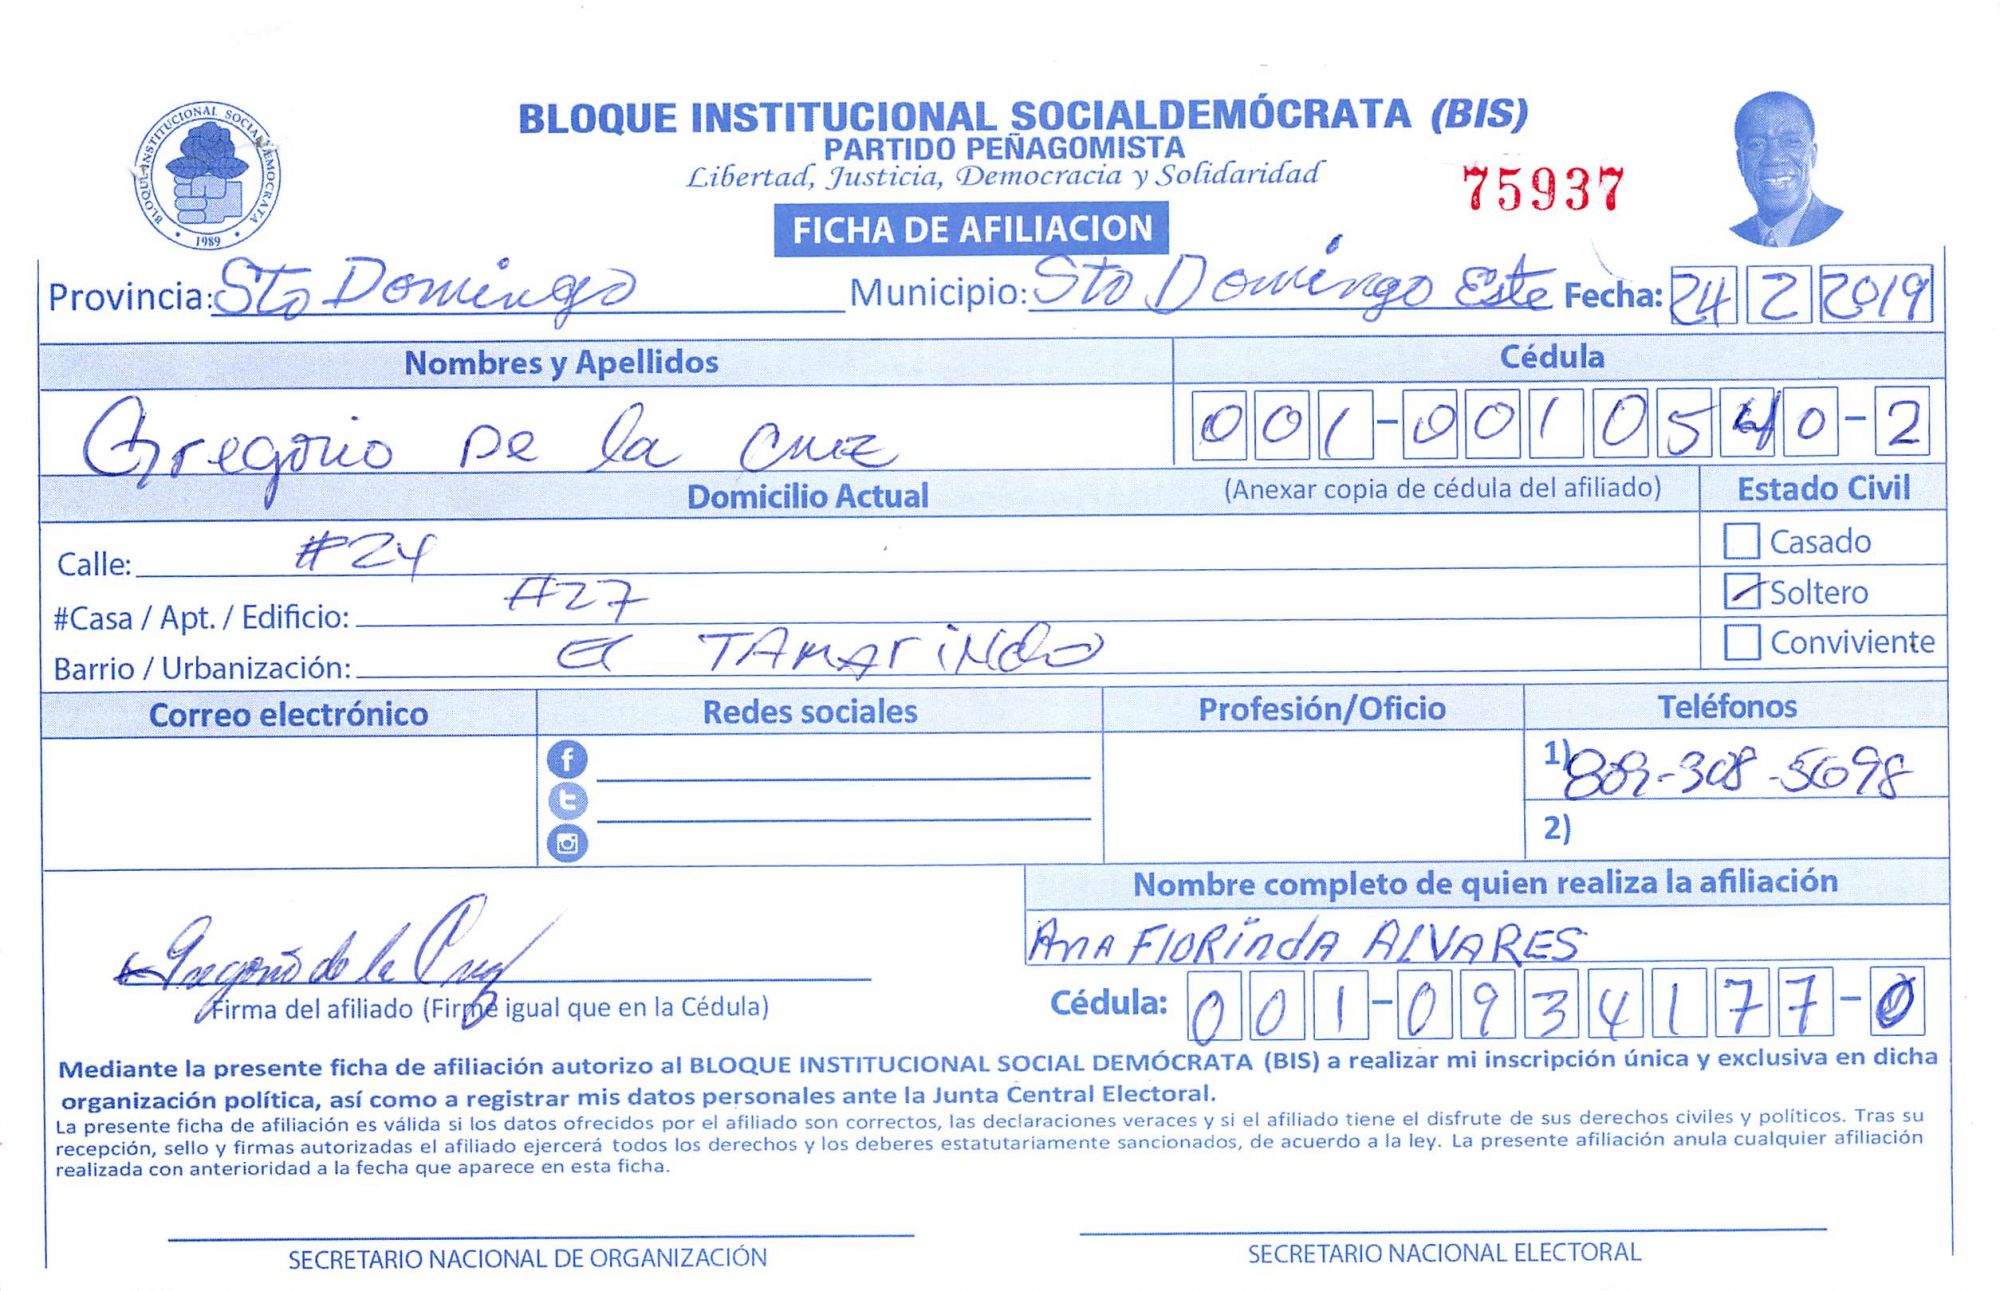 BLOQUE INSTITUCIONAL SOCIALDEMOCRATA
1989
BLOQUE INSTITUCIONAL SOCIALDEMÓCRATA (BIS)
PARTIDO PEÑAGOMISTA
Libertad, Justicia, Democracia y Solidaridad
75937
FICHA DE AFILIACION
Provincia: Sto Domingo Municipio: Sto Domingo Este Fecha: 24 2 2019
Nombres y Apellidos Cédula
Gregorio De la Cruz 001-0010540-2
Domicilio Actual (Anexar copia de cédula del afiliado) Estado Civil
Calle: #24 Casado
#Casa / Apt. / Edificio: #27 Soltero
Barrio / Urbanización: El TAMARINDO Conviviente
Correo electrónico Redes sociales Profesión/Oficio Teléfonos
1) 809-308-5698
2)
Nombre completo de quien realiza la afiliación
Ana FlORindA AlVARES
Gregorio de la Cruz
Firma del afiliado (Firme igual que en la Cédula) Cédula: 001-0934177-0
Mediante la presente ficha de afiliación autorizo al BLOQUE INSTITUCIONAL SOCIAL DEMÓCRATA (BIS) a realizar mi inscripción única y exclusiva en dicha
organización política, así como a registrar mis datos personales ante la Junta Central Electoral.
La presente ficha de afiliación es válida si los datos ofrecidos por el afiliado son correctos, las declaraciones veraces y si el afiliado tiene el disfrute de sus derechos civiles y políticos. Tras su
recepción, sello y firmas autorizadas el afiliado ejercerá todos los derechos y los deberes estatutariamente sancionados, de acuerdo a la ley. La presente afiliación anula cualquier afiliación
realizada con anterioridad a la fecha que aparece en esta ficha.
SECRETARIO NACIONAL DE ORGANIZACIÓN SECRETARIO NACIONAL ELECTORAL